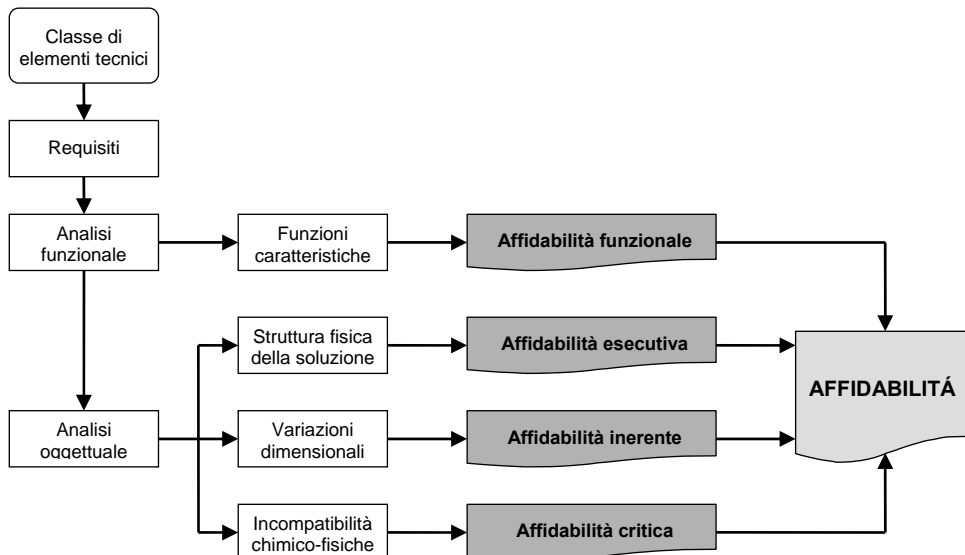 Classe di
elementi tecnici
Requisiti
Analisi
funzionale
Funzioni
caratteristiche
Affidabilità funzionale
Struttura fisica
della soluzione
Affidabilità esecutiva
AFFIDABILITÁ
Analisi
oggettuale
Variazioni
dimensionali
Affidabilità inerente
Incompatibilità
chimico-fisiche
Affidabilità critica